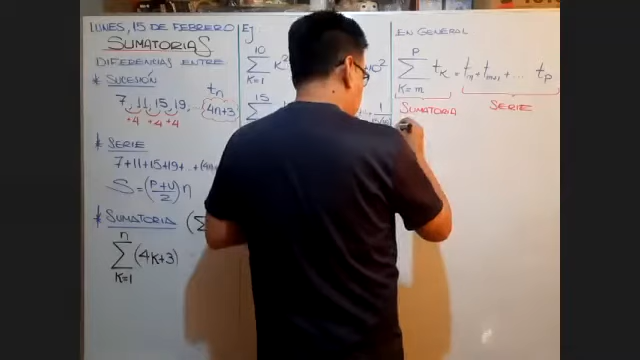 LUNES, 15 DE FEBRERO
SUMATORIAS
DIFERENCIAS ENTRE
* SUCESIÓN
tn
7, 11, 15, 19, ... 4n+3
+4 +4 +4
* SERIE
7+11+15+19+...+(4n
S=(P+U/2)n
* SUMATORIA (Σ
n
Σ(4K+3)
K=1
Ej
10
Σ K²
K=1
15
Σ
NO²
1
EN GENERAL
P
Σ tK = tm + tm+1 + ... tP
K=m
SUMATORIA SERIE